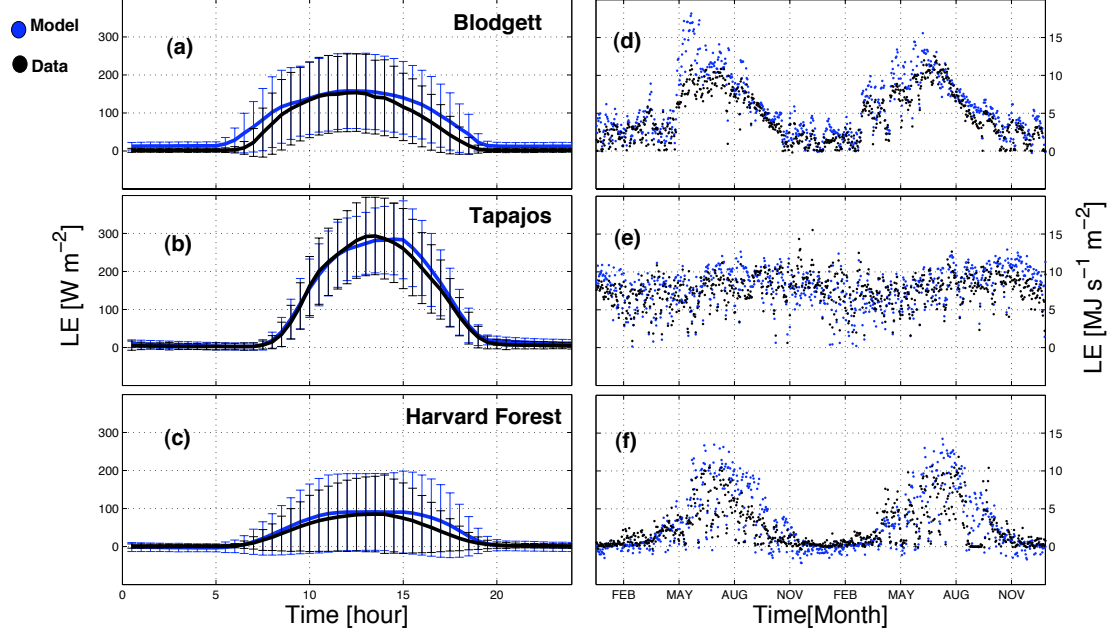 Model
Data
(a)
Blodgett
300
200
100
0
(d)
15
10
5
0
(b)
Tapajos
300
200
100
0
(e)
15
10
5
0
LE [W m−2]
LE [MJ s−1 m−2]
(c)
Harvard Forest
300
200
100
0
(f)
15
10
5
0
0 5 10 15 20
FEB MAY AUG NOV FEB MAY AUG NOV
Time [hour]
Time[Month]